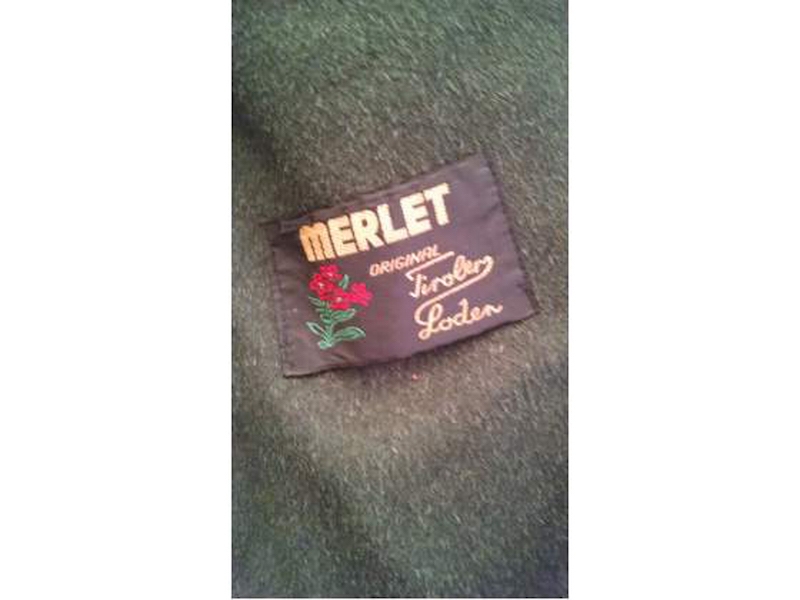 MERLET
ORIGINAL
Tiroler
Loden